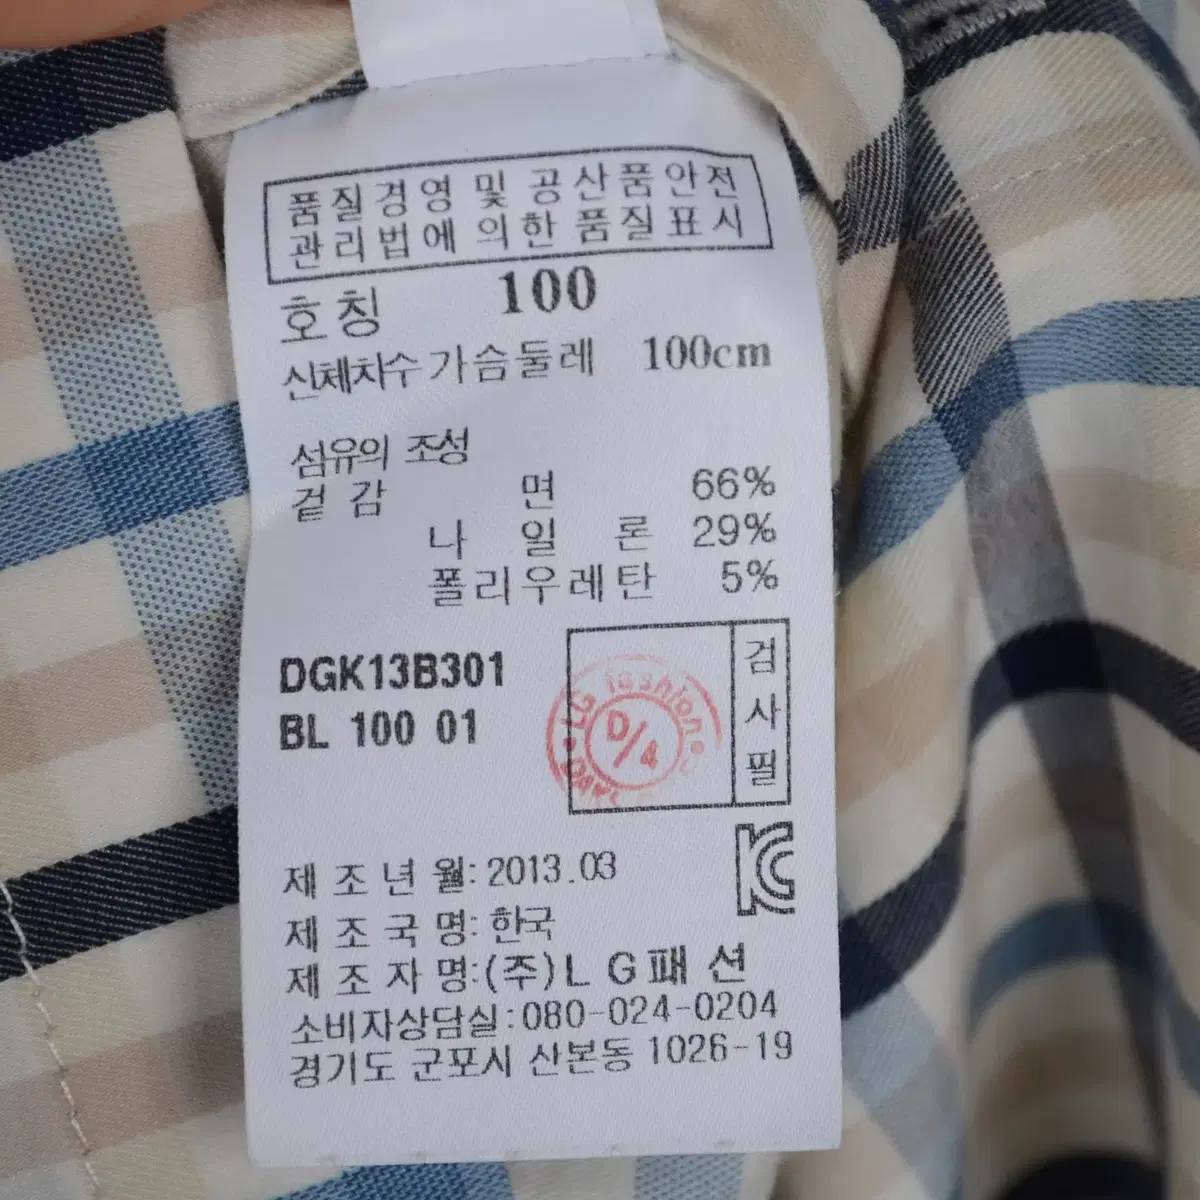 품질경영 및 공산품안전
관리법에 의한 품질표시
호칭 100
신체치수 가슴둘레 100cm
섬유의 조성
겉감 면 66%
나일론 29%
폴리우레탄 5%
DGK13B301
BL 100 01
LG fashion
D/4
검사필
제조년월: 2013.03
제조국명: 한국
제조자명:(주)LG패션
소비자상담실:080-024-0204
경기도 군포시 산본동 1026-19